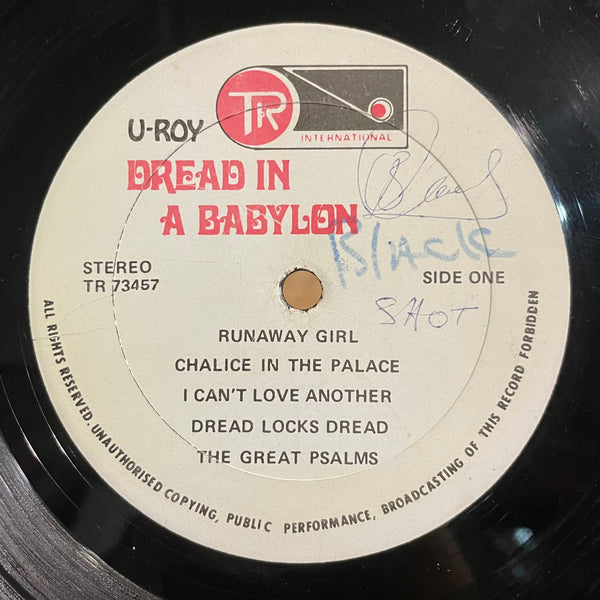 U-ROY
TR
INTERNATIONAL
DREAD IN
A BABYLON
Black
STEREO
SIDE ONE
TR 73457
SHOT
RUNAWAY GIRL
CHALICE IN THE PALACE
I CAN'T LOVE ANOTHER
DREAD LOCKS DREAD
THE GREAT PSALMS
ALL RIGHTS RESERVED. UNAUTHORISED COPYING, PUBLIC PERFORMANCE, BROADCASTING OF THIS RECORD FORBIDDEN